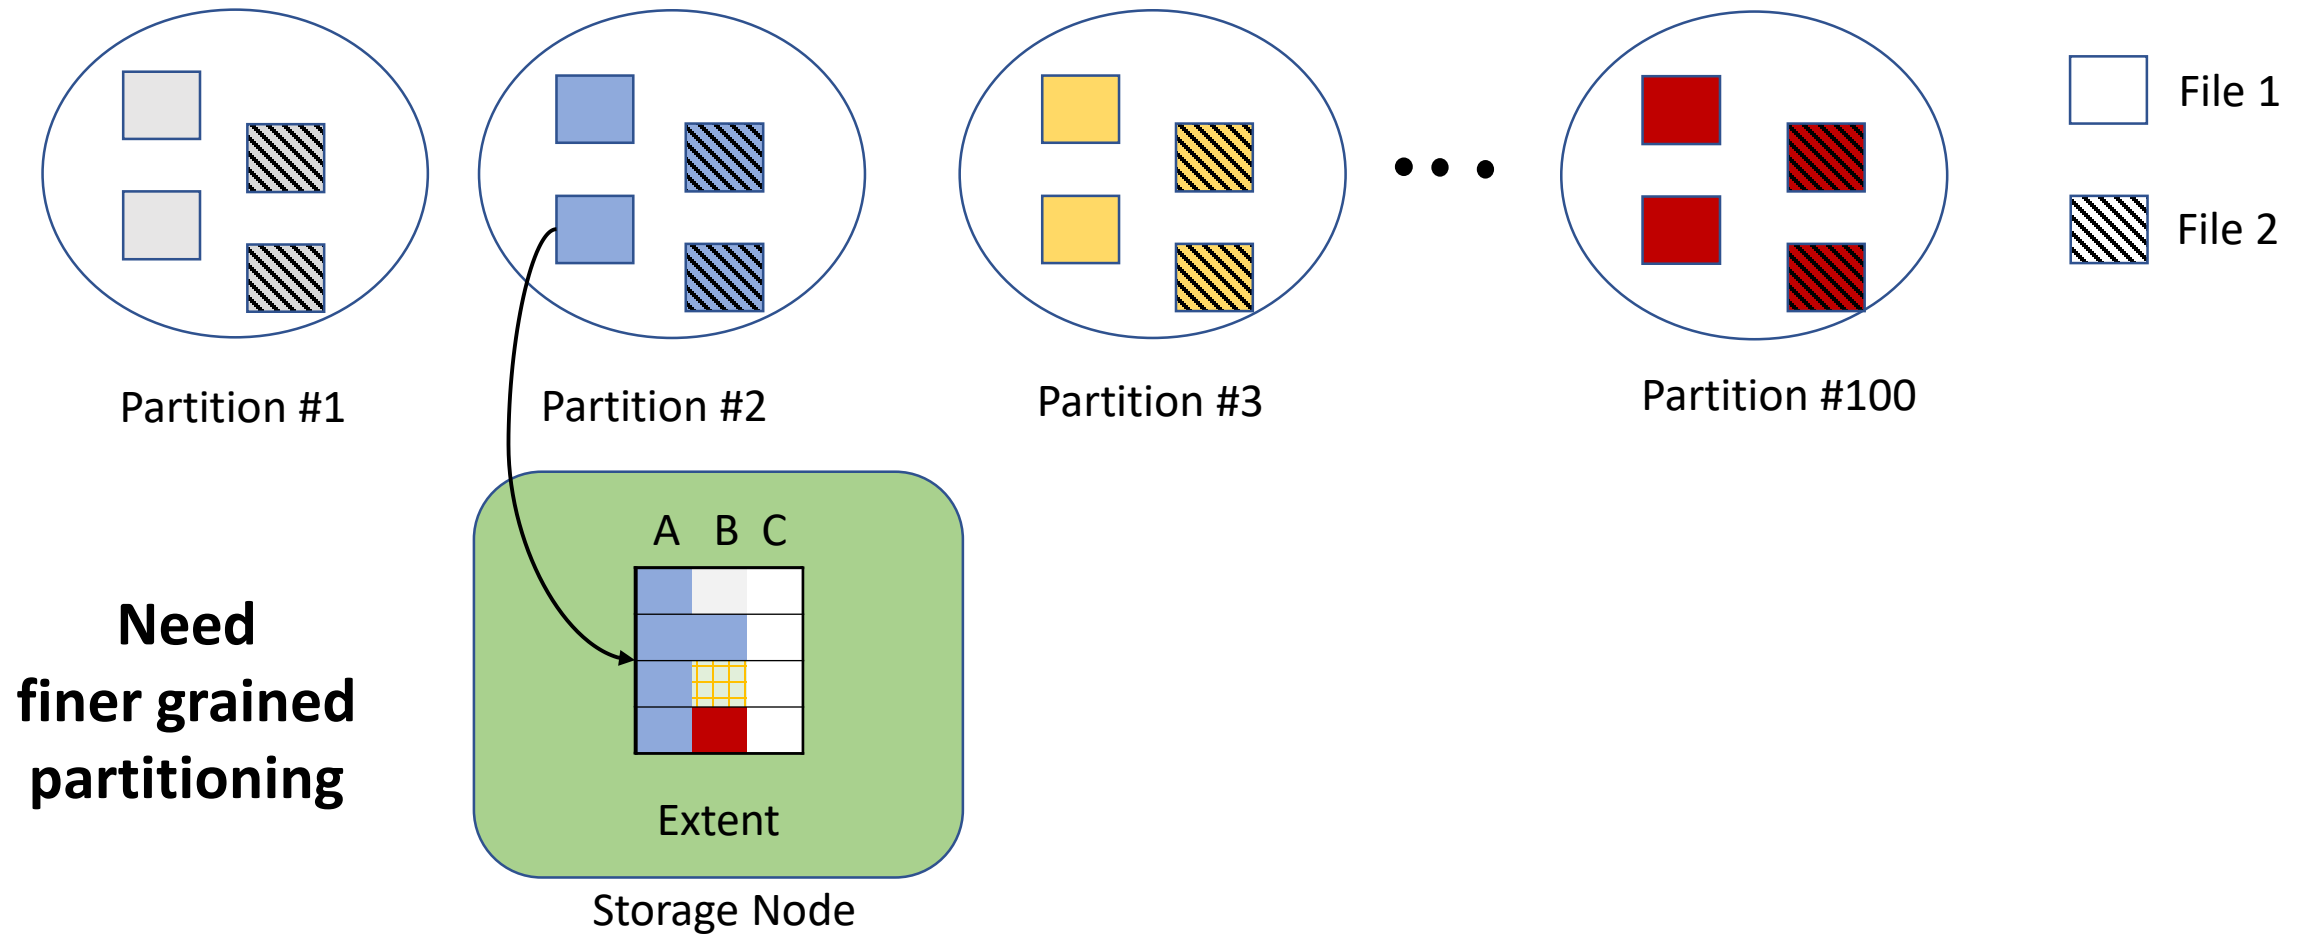 File 1
File 2
Partition #1
Partition #2
Partition #3
Partition #100
A B C
Need
finer grained
partitioning
Extent
Storage Node